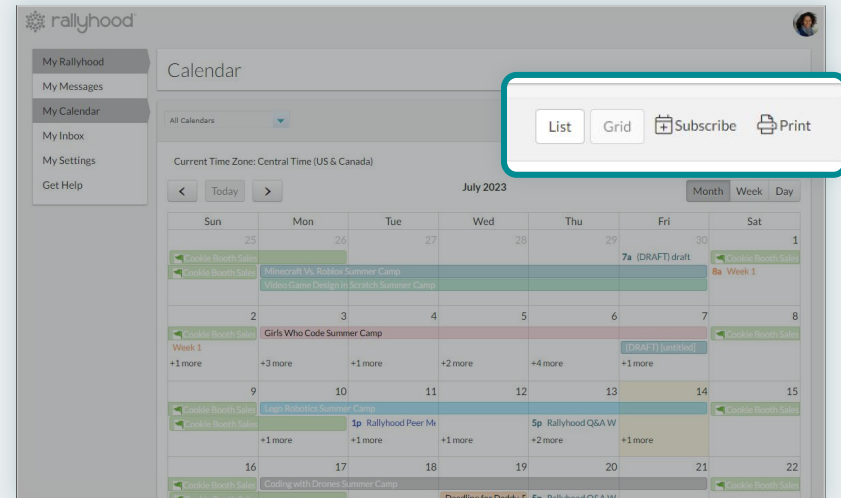 rallyhood
My Rallyhood
My Messages
My Calendar
My Inbox
My Settings
Get Help
Calendar
All Calendars
List Grid Subscribe Print
Current Time Zone: Central Time (US & Canada)
Today July 2023 Month Week Day
Sun Mon Tue Wed Thu Fri Sat
25 26 27 28 29 30 1
Cookie Booth Sales 7a (DRAFT) draft Cookie Booth Sales
Cookie Booth Sales Minecraft Vs. Roblox Summer Camp 8a Week 1
Video Game Design in Scratch Summer Camp
2 3 4 5 6 7 8
Cookie Booth Sales Girls Who Code Summer Camp Cookie Booth Sales
Week 1 (DRAFT) [untitled]
+1 more +3 more +1 more +2 more +4 more +1 more
9 10 11 12 13 14 15
Cookie Booth Sales Lego Robotics Summer Camp Cookie Booth Sales
Cookie Booth Sales 1p Rallyhood Peer Me 5p Rallyhood Q&A W
+1 more +1 more +1 more +2 more +1 more
16 17 18 19 20 21 22
Cookie Booth Sales Coding with Drones Summer Camp Cookie Booth Sales